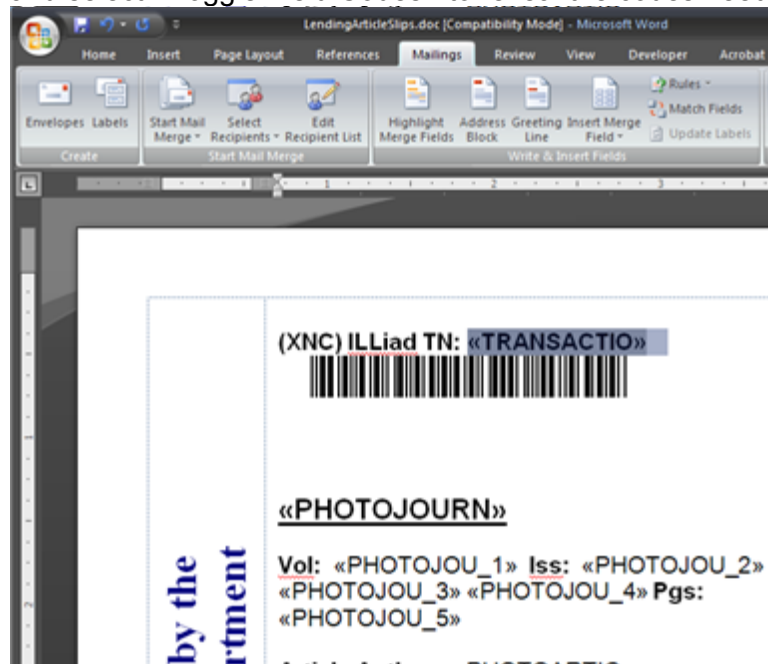 LendingArticleSlips.doc [Compatibility Mode] - Microsoft Word
Home Insert Page Layout References Mailings Review View Developer Acrobat
Envelopes Labels Start Mail Merge Select Recipients Edit Recipient List Highlight Merge Fields Address Block Greeting Line Insert Merge Field Rules
Match Fields
Update Labels
Create Start Mail Merge Write & Insert Fields
1 2 3
(XNC) ILLiad TN: «TRANSACTIO»
«PHOTOJOURN»
Vol: «PHOTOJOU_1» Iss: «PHOTOJOU_2»
«PHOTOJOU_3» «PHOTOJOU_4» Pgs:
«PHOTOJOU_5»
by the
rtment